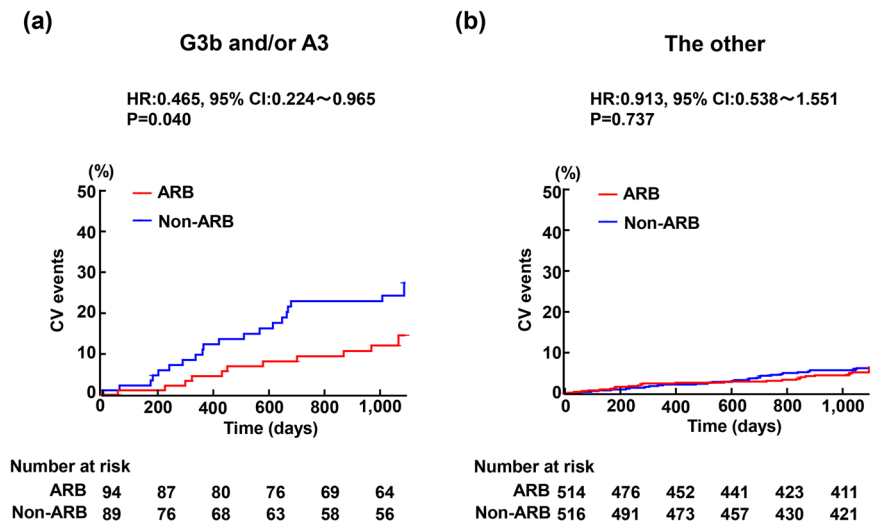 (a)
G3b and/or A3
HR:0.465, 95% CI:0.224～0.965
P=0.040
(%)
50
40
30
20
10
0
CV events
ARB
Non-ARB
0 200 400 600 800 1,000
Time (days)
Number at risk
ARB 94 87 80 76 69 64
Non-ARB 89 76 68 63 58 56
(b)
The other
HR:0.913, 95% CI:0.538～1.551
P=0.737
(%)
50
40
30
20
10
0
CV events
ARB
Non-ARB
0 200 400 600 800 1,000
Time (days)
Number at risk
ARB 514 476 452 441 423 411
Non-ARB 516 491 473 457 430 421